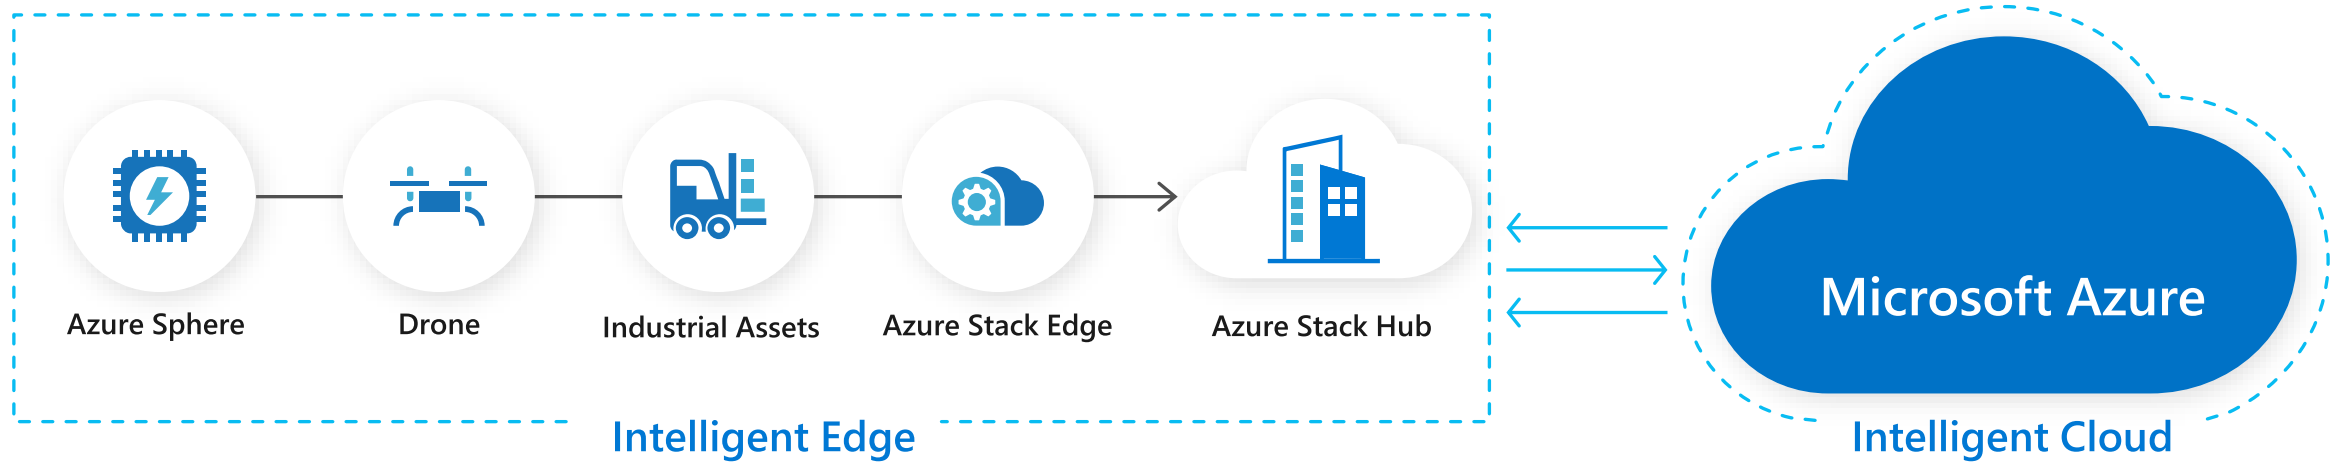 Azure Sphere
Drone
Industrial Assets
Azure Stack Edge
Azure Stack Hub
Intelligent Edge
Microsoft Azure
Intelligent Cloud